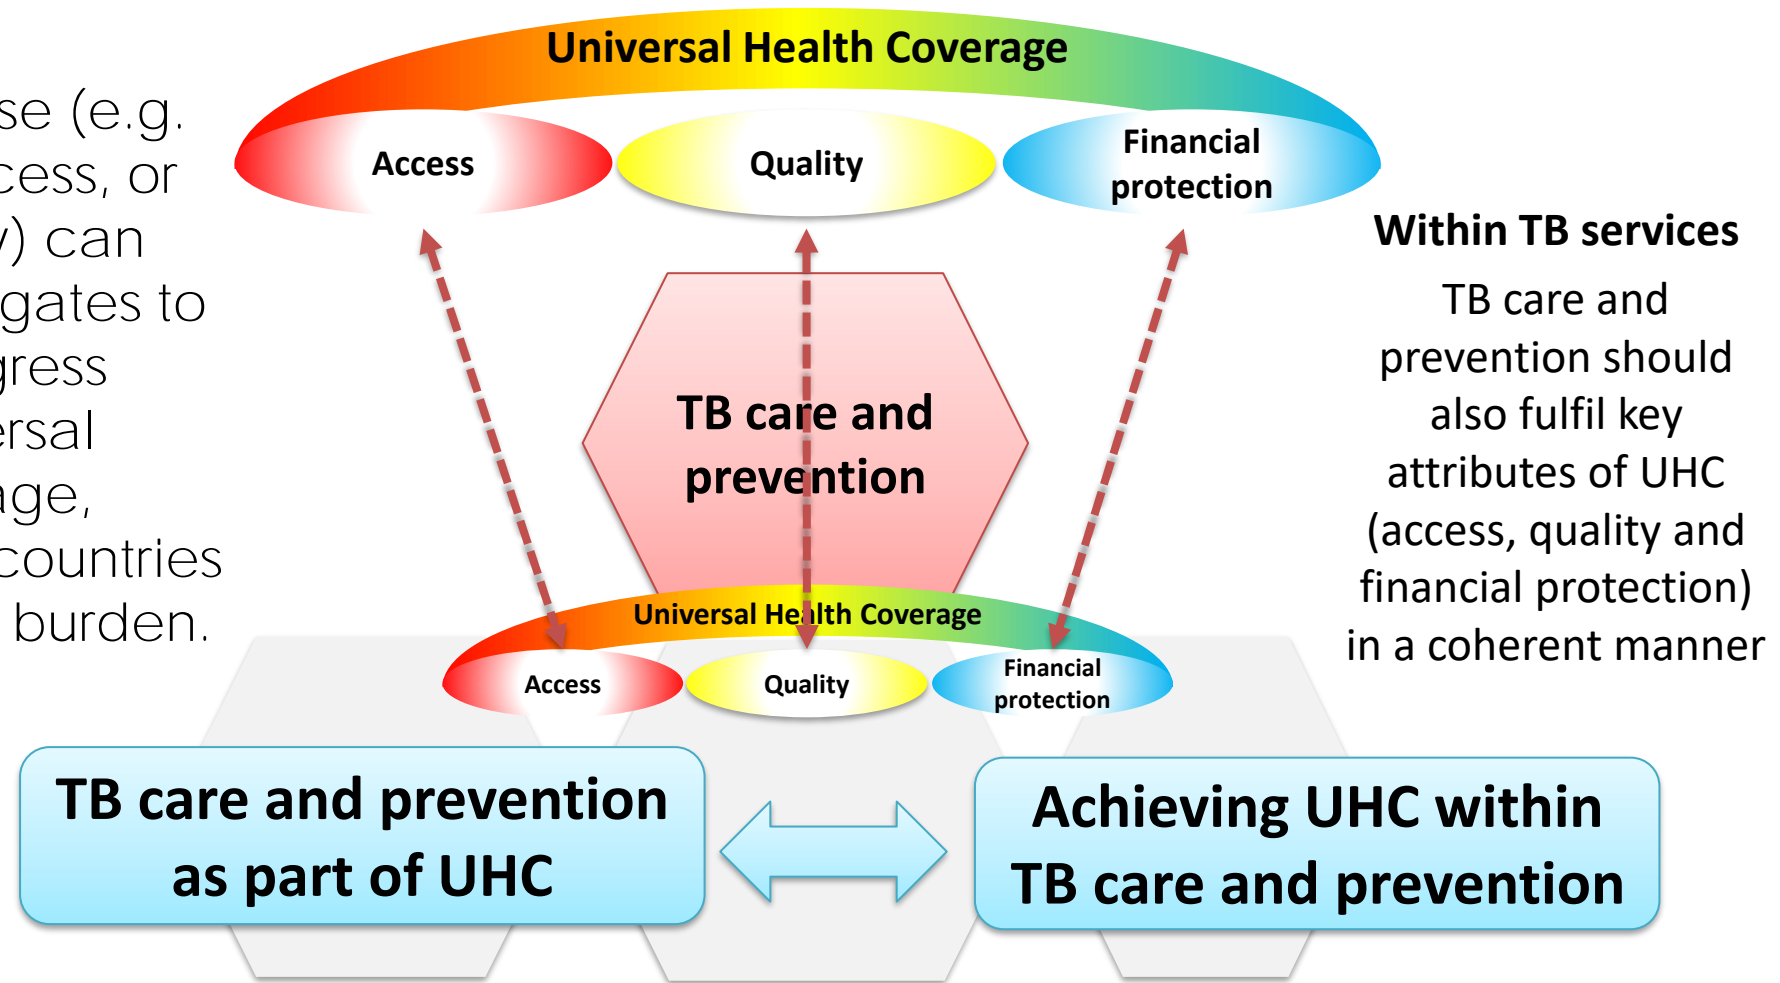 Universal Health Coverage
Access
Quality
Financial
protection
se (e.g.
cess, or
) can
gates to
gress
ersal
age,
countries
burden.
TB care and
prevention
Within TB services
TB care and
prevention should
also fulfil key
attributes of UHC
(access, quality and
financial protection)
in a coherent manner
Universal Health Coverage
Access
Quality
Financial
protection
TB care and prevention
as part of UHC
Achieving UHC within
TB care and prevention